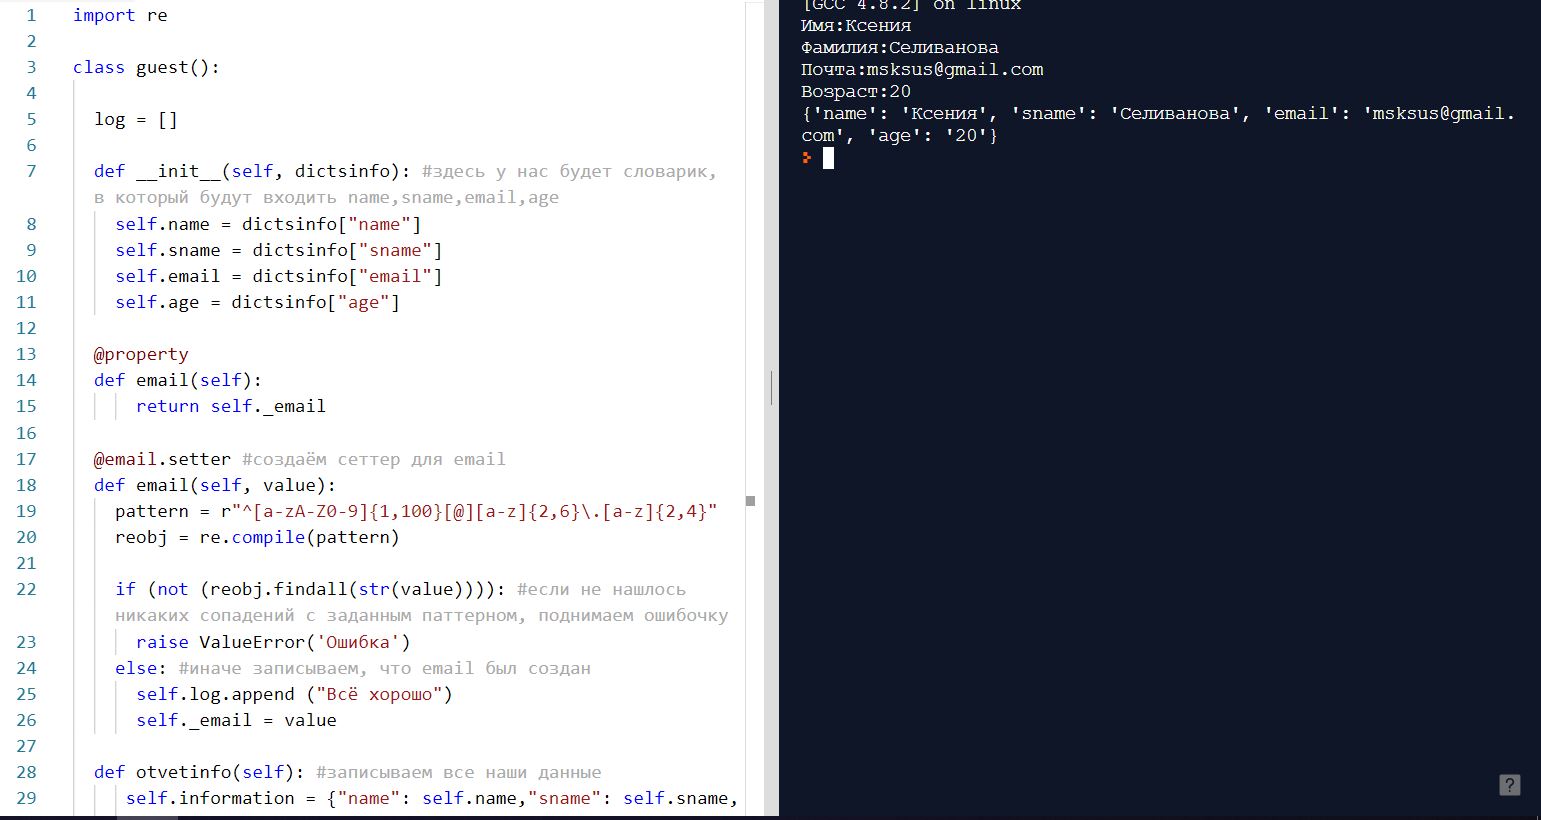 1 import re
2
3 class guest():
4
5 log = []
6
7 def __init__(self, dictsinfo): #здесь у нас будет словарик,
в который будут входить name,sname,email,age
8 self.name = dictsinfo["name"]
9 self.sname = dictsinfo["sname"]
10 self.email = dictsinfo["email"]
11 self.age = dictsinfo["age"]
12
13 @property
14 def email(self):
15 return self._email
16
17 @email.setter #создаём сеттер для email
18 def email(self, value):
19 pattern = r"^[a-zA-Z0-9]{1,100}[@][a-z]{2,6}\.[a-z]{2,4}"
20 reobj = re.compile(pattern)
21
22 if (not (reobj.findall(str(value)))): #если не нашлось
никаких сопадений с заданным паттерном, поднимаем ошибочку
23 raise ValueError('Ошибка')
24 else: #иначе записываем, что email был создан
25 self.log.append ("Всё хорошо")
26 self._email = value
27
28 def otvetinfo(self): #записываем все наши данные
29 self.information = {"name": self.name,"sname": self.sname,
[GCC 4.8.2] on linux
Имя:Ксения
Фамилия:Селиванова
Почта:msksus@gmail.com
Возраст:20
{'name': 'Ксения', 'sname': 'Селиванова', 'email': 'msksus@gmail.
com', 'age': '20'}
?